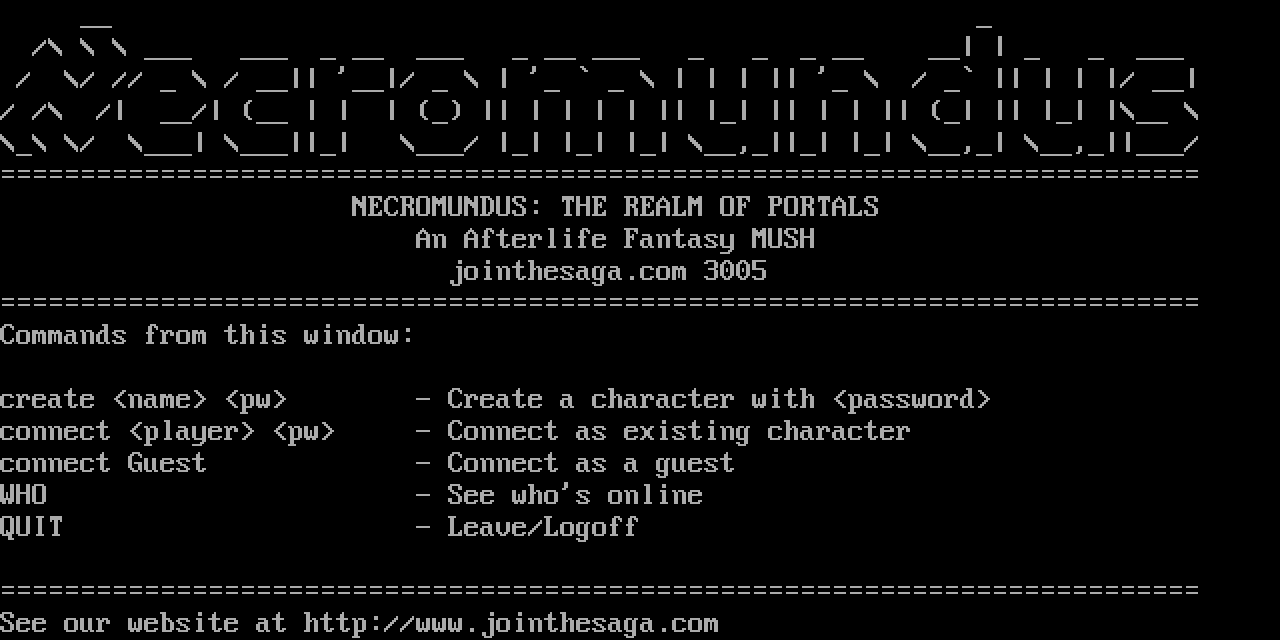 Necromundus
===========================================================================
NECROMUNDUS: THE REALM OF PORTALS
An Afterlife Fantasy MUSH
jointhesaga.com 3005
===========================================================================
Commands from this window:
create <name> <pw> - Create a character with <password>
connect <player> <pw> - Connect as existing character
connect Guest - Connect as a guest
WHO - See who's online
QUIT - Leave/Logoff
===========================================================================
See our website at http://www.jointhesaga.com